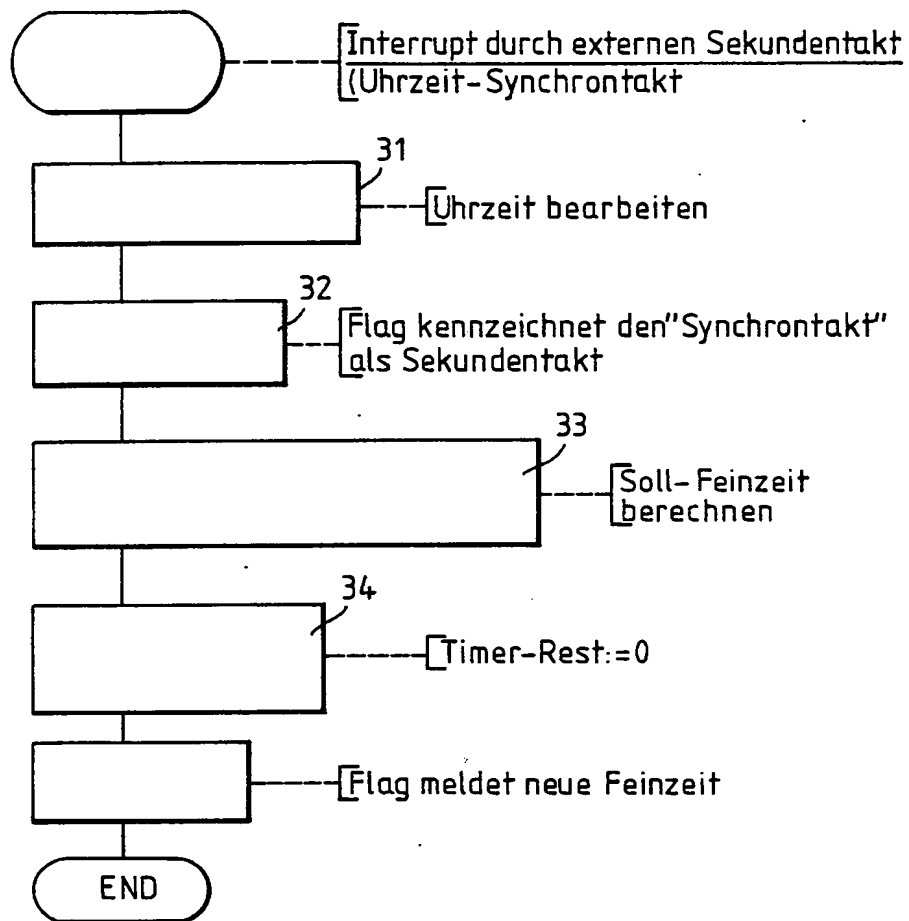 Interrupt durch externen Sekundentakt
(Uhrzeit-Synchrontakt
31
Uhrzeit bearbeiten
32
Flag kennzeichnet den"Synchrontakt"
als Sekundentakt
33
Soll-Feinzeit
berechnen
34
Timer-Rest:=0
Flag meldet neue Feinzeit
END